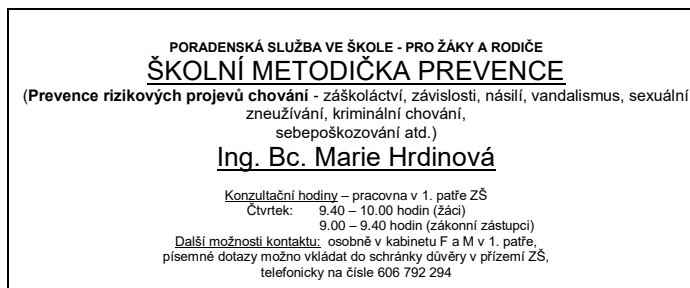 PORADENSKÁ SLUŽBA VE ŠKOLE - PRO ŽÁKY A RODIČE
ŠKOLNÍ METODIČKA PREVENCE
(Prevence rizikových projevů chování - záškoláctví, závislosti, násilí, vandalismus, sexuální
zneužívání, kriminální chování,
sebepoškozování atd.)
Ing. Bc. Marie Hrdinová
Konzultační hodiny – pracovna v 1. patře ZŠ
Čtvrtek: 9.40 – 10.00 hodin (žáci)
9.00 – 9.40 hodin (zákonní zástupci)
Další možnosti kontaktu: osobně v kabinetu F a M v 1. patře,
písemné dotazy možno vkládat do schránky důvěry v přízemí ZŠ,
telefonicky na čísle 606 792 294